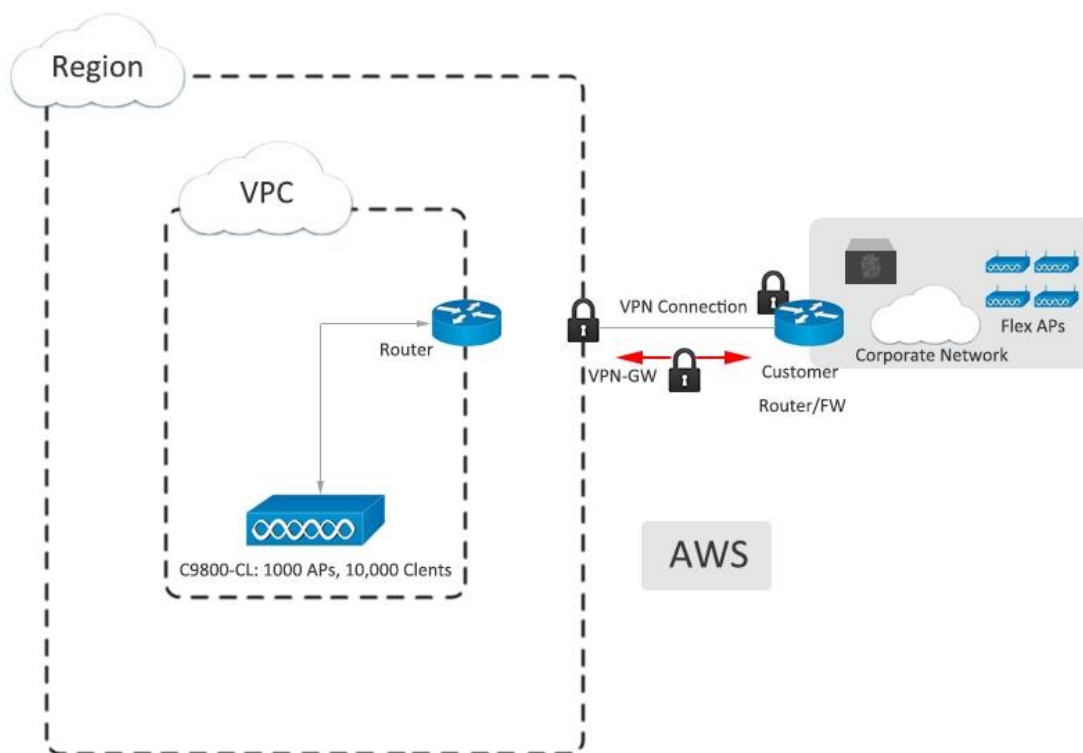 Region
VPC
Router
C9800-CL: 1000 APs, 10,000 Clents
VPN Connection
VPN-GW
Customer
Router/FW
Corporate Network
Flex APs
AWS